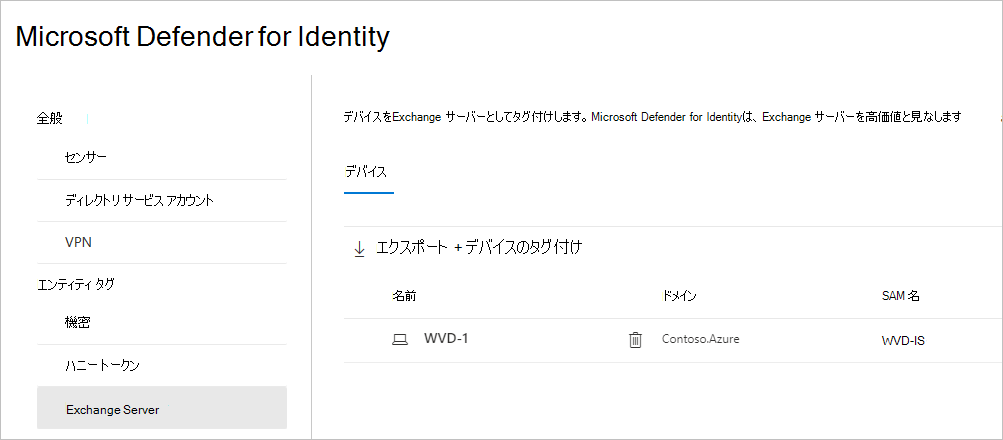 Microsoft Defender for Identity
全般
センサー
ディレクトリ サービス アカウント
VPN
エンティティ タグ
機密
ハニートークン
Exchange Server
デバイスをExchange サーバーとしてタグ付けします。Microsoft Defender for Identityは、Exchange サーバーを高価値と見なします
デバイス
エクスポート +デバイスのタグ付け
名前 ドメイン SAM 名
WVD-1 Contoso.Azure WVD-IS